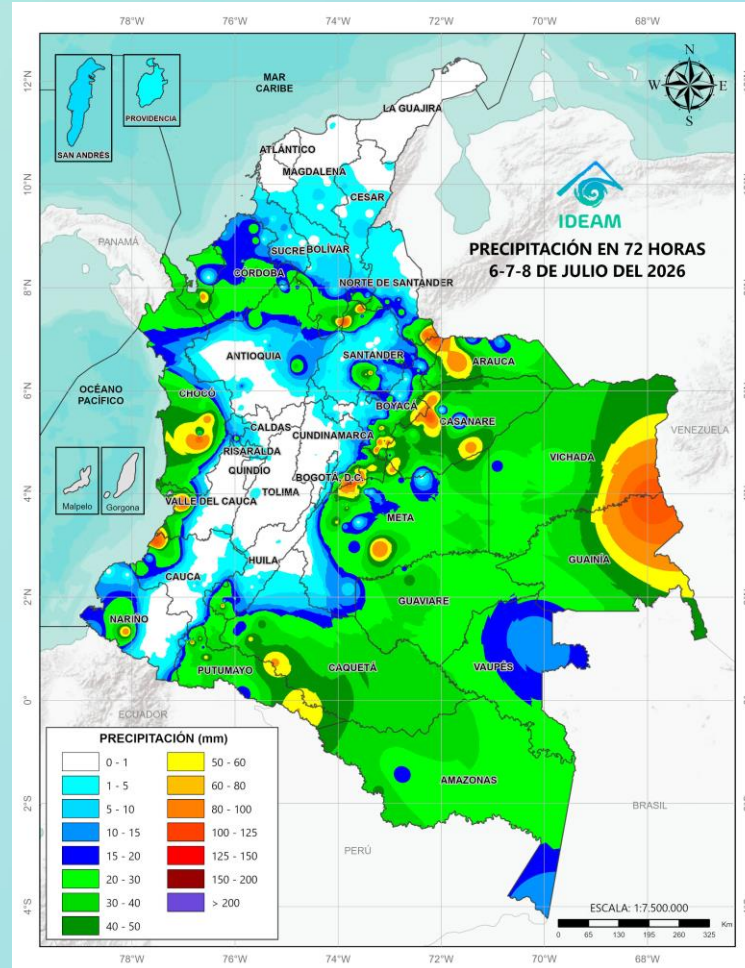 78°W 76°W 74°W 72°W 70°W 68°W
12°N
10°N
8°N
6°N
4°N
2°N
0°
2°S
4°S
SAN ANDRÉS
PROVIDENCIA
MAR
CARIBE
N
W E
S
LA GUAJIRA
ATLÁNTICO
MAGDALENA
CESAR
IDEAM
PRECIPITACIÓN EN 72 HORAS
6-7-8 DE JULIO DEL 2026
PANAMÁ
SUCRE
BOLÍVAR
CÓRDOBA
NORTE DE SANTANDER
ANTIOQUIA
SANTANDER
ARAUCA
OCÉANO
PACÍFICO
CHOCÓ
BOYACÁ
CASANARE
CALDAS
CUNDINAMARCA
VENEZUELA
RISARALDA
VICHADA
QUINDÍO
BOGOTÁ, D.C.
Malpelo
Gorgona
VALLE DEL CAUCA
TOLIMA
META
GUAINÍA
HUILA
CAUCA
GUAVIARE
NARIÑO
PUTUMAYO
CAQUETÁ
VAUPÉS
ECUADOR
AMAZONAS
BRASIL
PERÚ
PRECIPITACIÓN (mm)
0 - 1
1 - 5
5 - 10
10 - 15
15 - 20
20 - 30
30 - 40
40 - 50
50 - 60
60 - 80
80 - 100
100 - 125
125 - 150
150 - 200
> 200
ESCALA: 1:7.500.000
0 65 130 195 260 325 Km
78°W 76°W 74°W 72°W 70°W 68°W